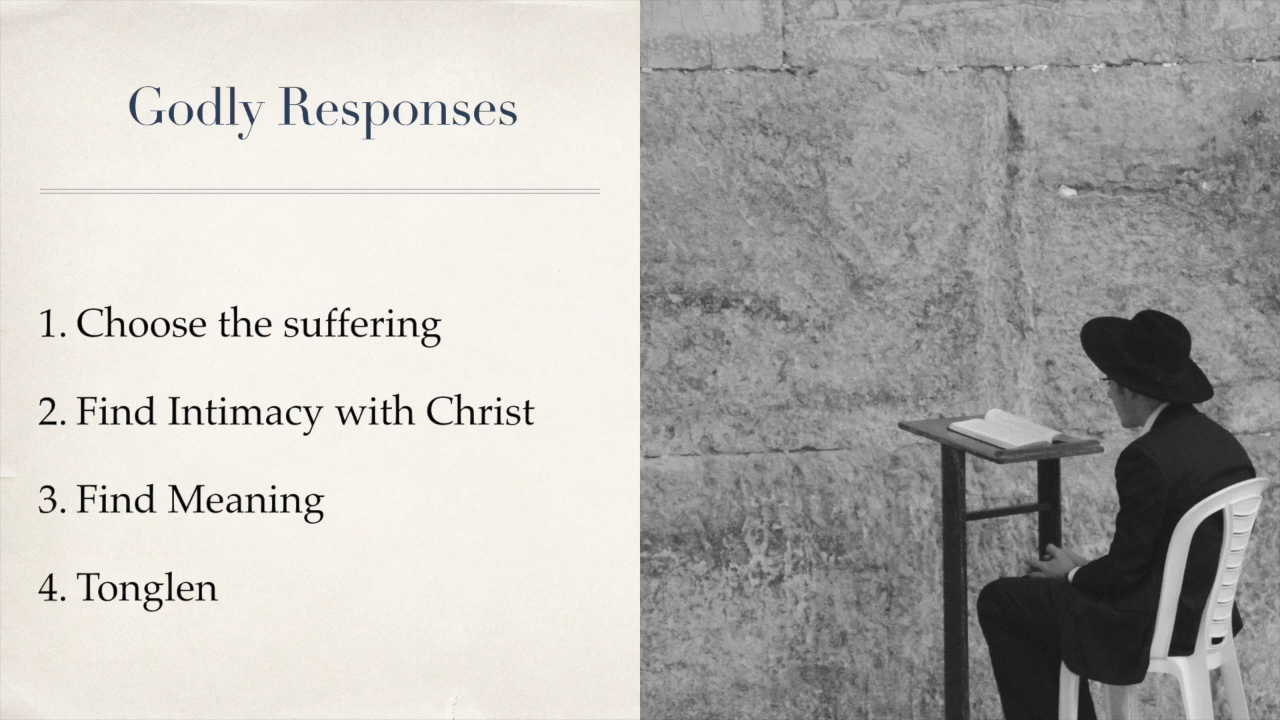 Godly Responses
1. Choose the suffering
2. Find Intimacy with Christ
3. Find Meaning
4. Tonglen